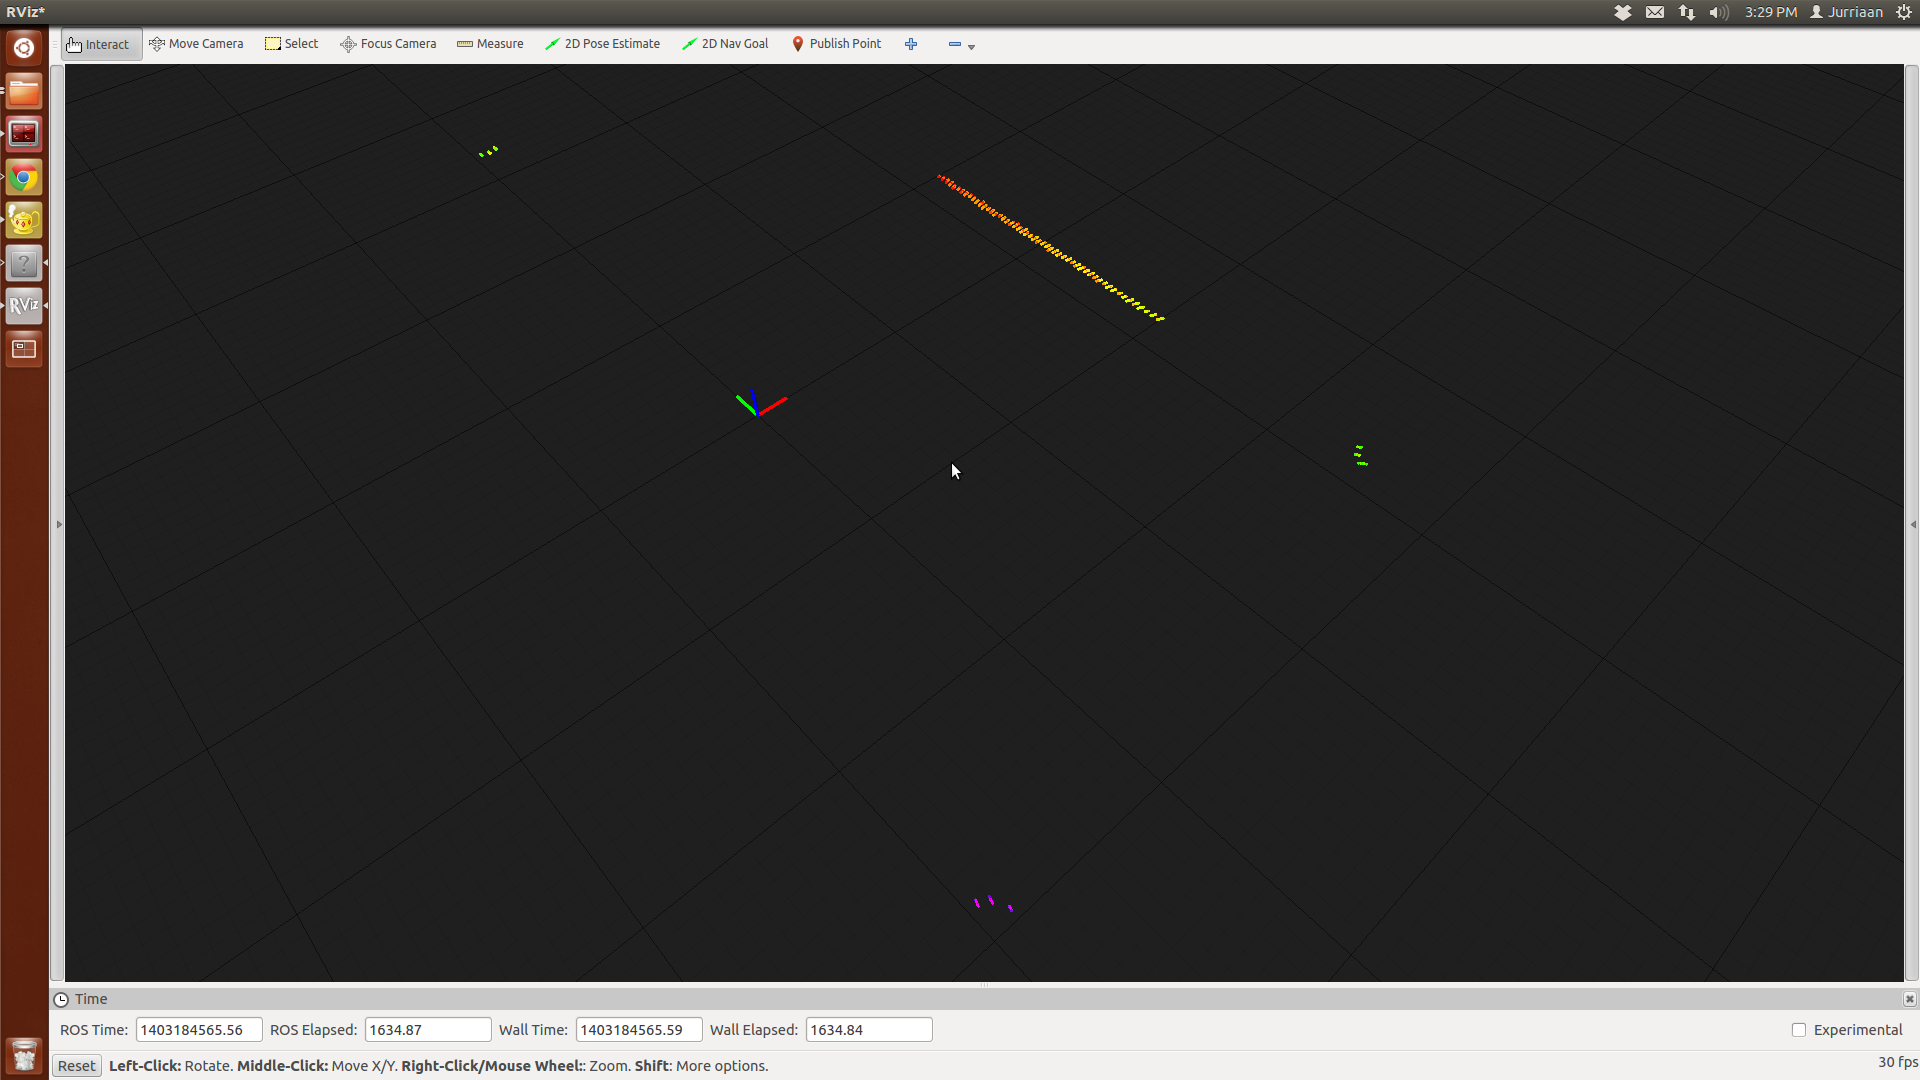 RViz*
3:29 PM Jurriaan
Interact Move Camera Select Focus Camera Measure 2D Pose Estimate 2D Nav Goal Publish Point
?
RViz
Time
ROS Time: 1403184565.56 ROS Elapsed: 1634.87 Wall Time: 1403184565.59 Wall Elapsed: 1634.84 Experimental
Reset Left-Click: Rotate. Middle-Click: Move X/Y. Right-Click/Mouse Wheel:: Zoom. Shift: More options. 30 fps